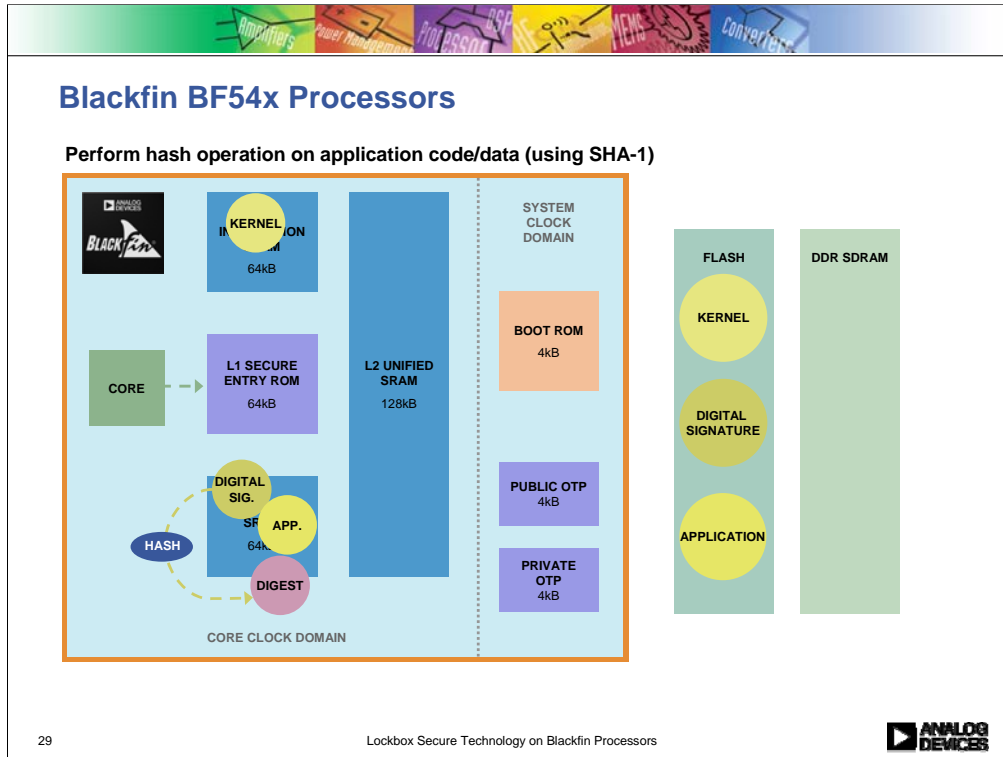 Amplifiers Power Management Processor DSP RF MEMS Converters
Blackfin BF54x Processors
Perform hash operation on application code/data (using SHA-1)
ANALOG
DEVICES
BLACKfin
KERNEL
64kB
SYSTEM
CLOCK
DOMAIN
FLASH
DDR SDRAM
KERNEL
BOOT ROM
4kB
CORE
L1 SECURE
ENTRY ROM
64kB
L2 UNIFIED
SRAM
128kB
DIGITAL
SIGNATURE
DIGITAL
SIG.
APP.
HASH
DIGEST
PUBLIC OTP
4kB
PRIVATE
OTP
4kB
APPLICATION
CORE CLOCK DOMAIN
29
Lockbox Secure Technology on Blackfin Processors
ANALOG
DEVICES